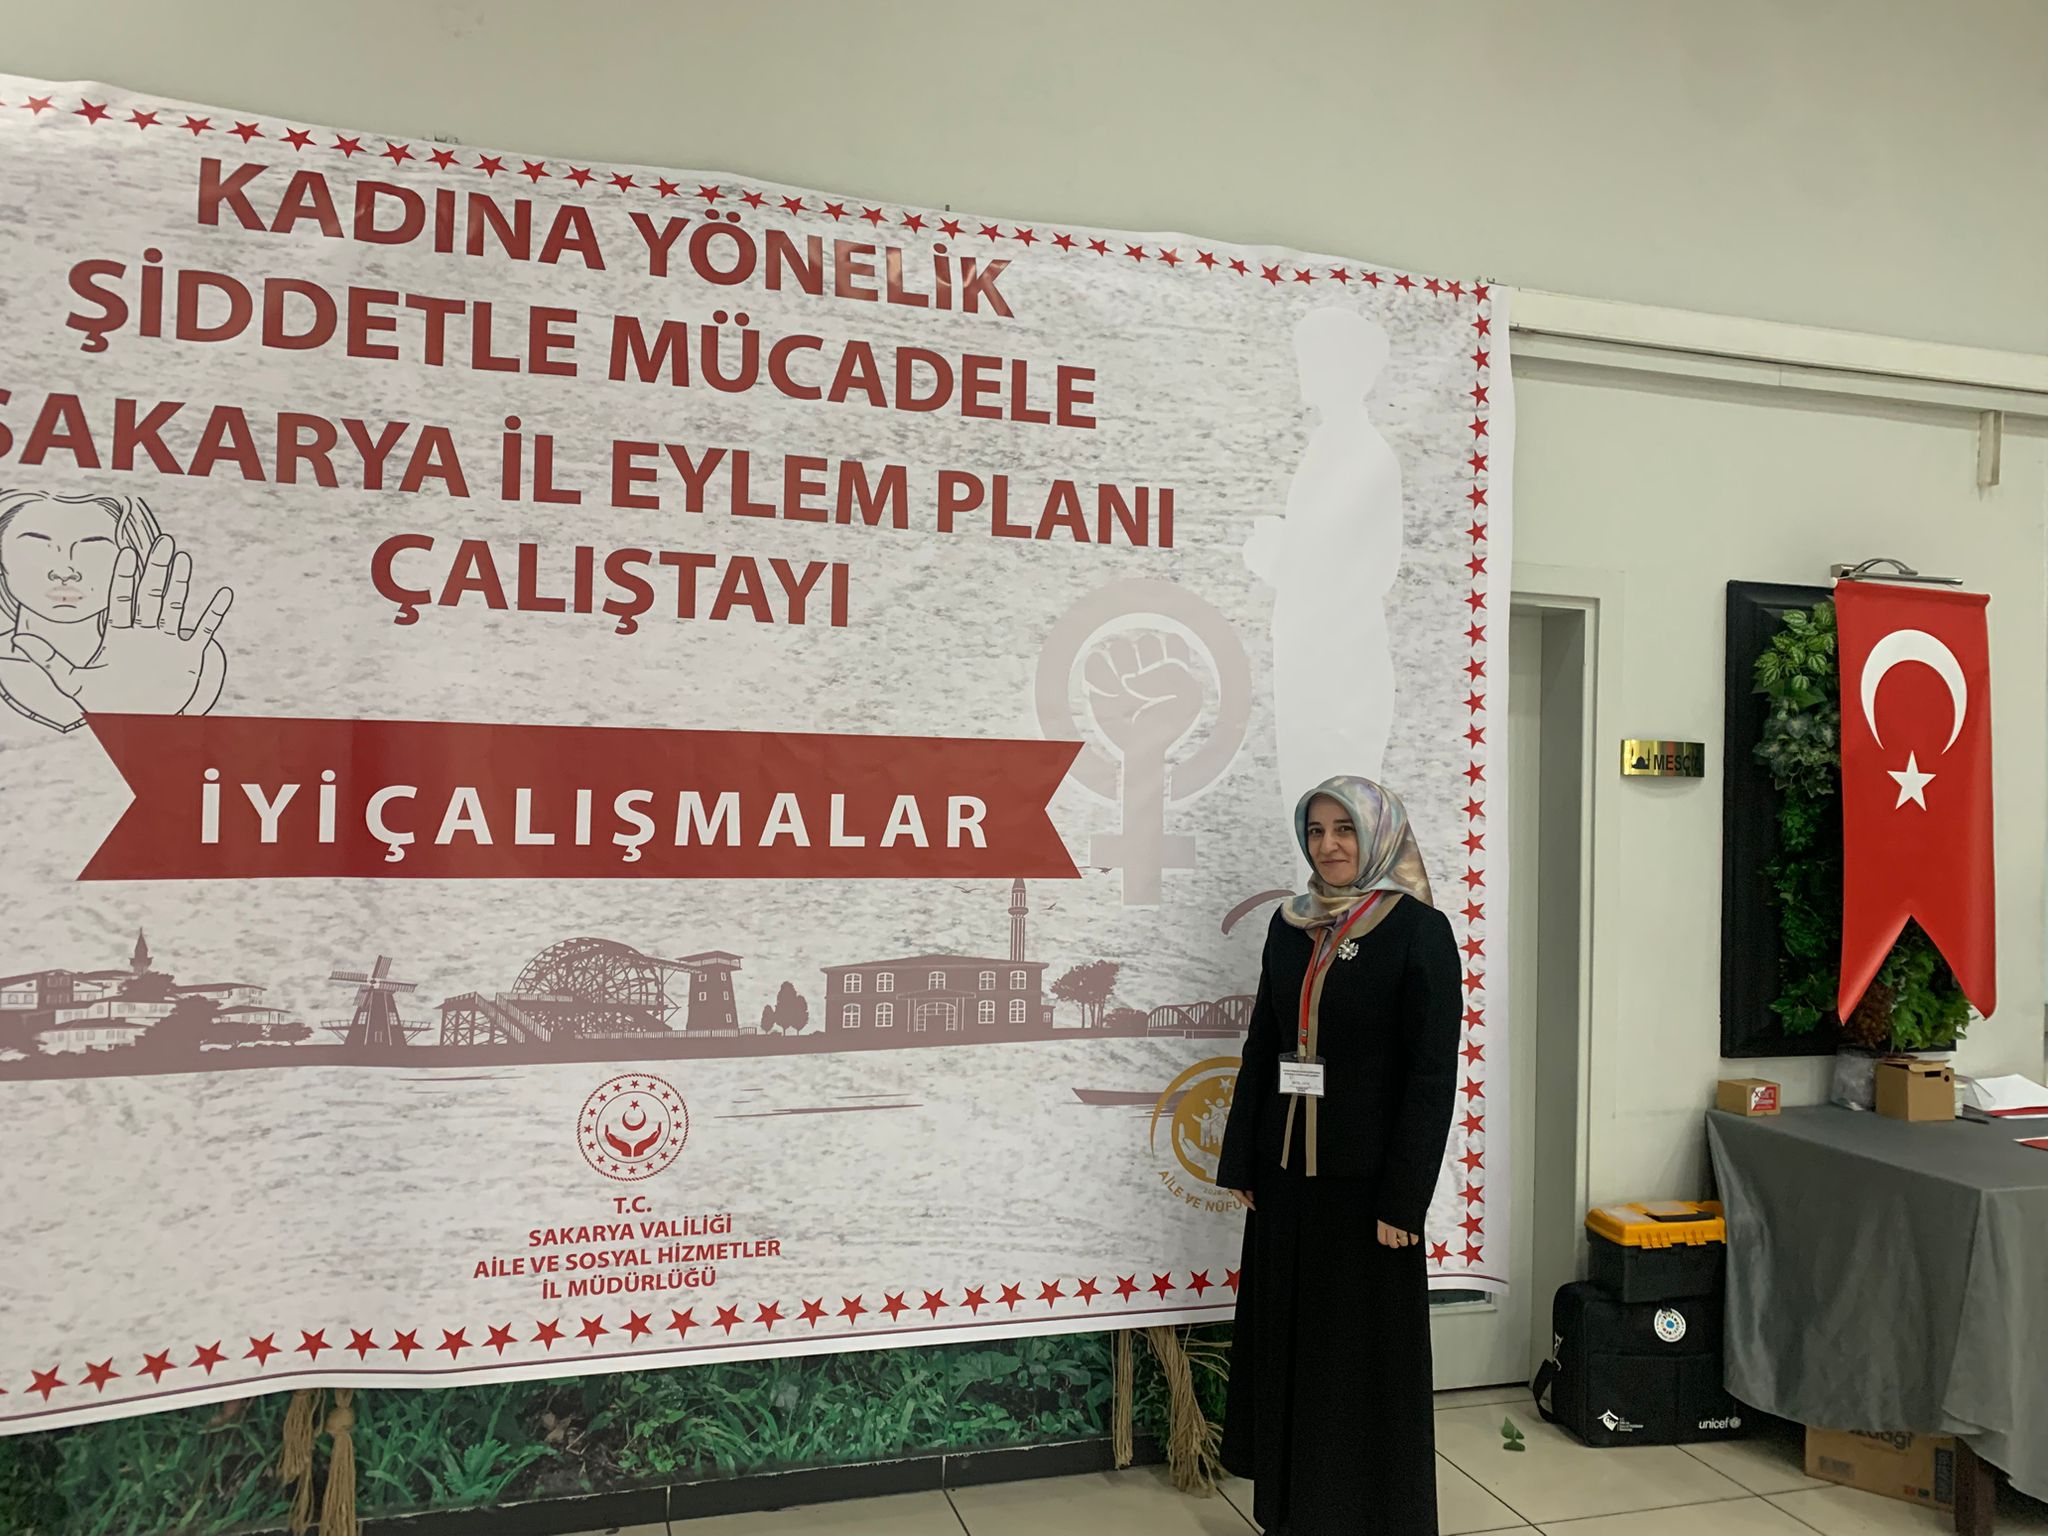 KADINA YÖNELİK
ŞİDDETLE MÜCADELE
SAKARYA İL EYLEM PLANI
ÇALIŞTAYI
İYİÇALIŞMALAR
T.C.
SAKARYA VALİLİĞİ
AİLE VE SOSYAL HİZMETLER
İL MÜDÜRLÜĞÜ
AİLE VE NÜFU
MESCİ
unicef